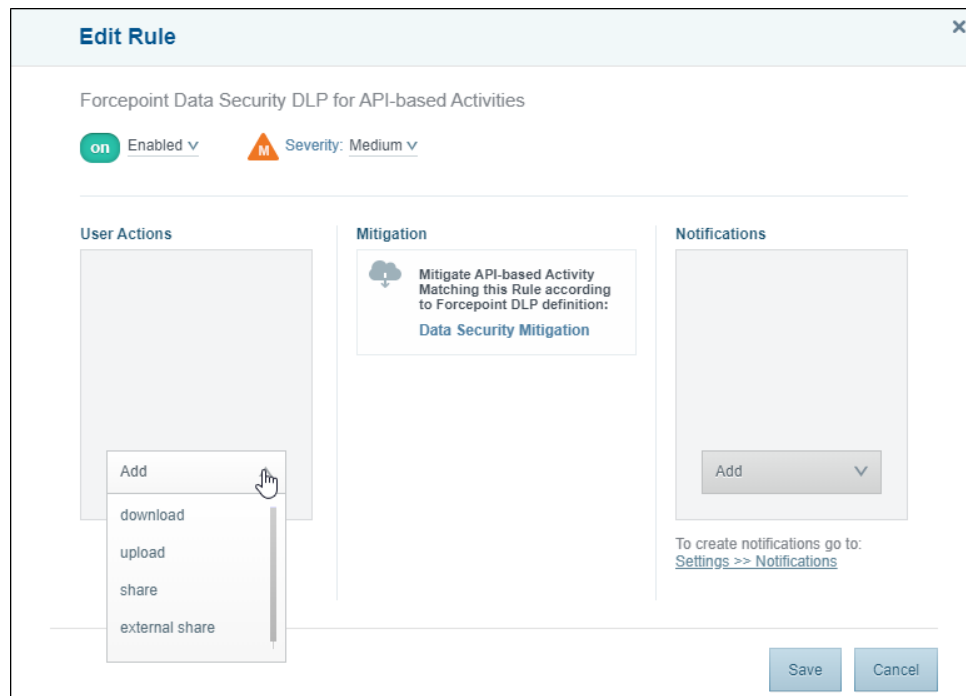 Edit Rule
Forcepoint Data Security DLP for API-based Activities
on Enabled M Severity: Medium
User Actions
Add
download
upload
share
external share
Mitigation
Mitigate API-based Activity
Matching this Rule according
to Forcepoint DLP definition:
Data Security Mitigation
Notifications
Add
To create notifications go to:
Settings >> Notifications
Save Cancel